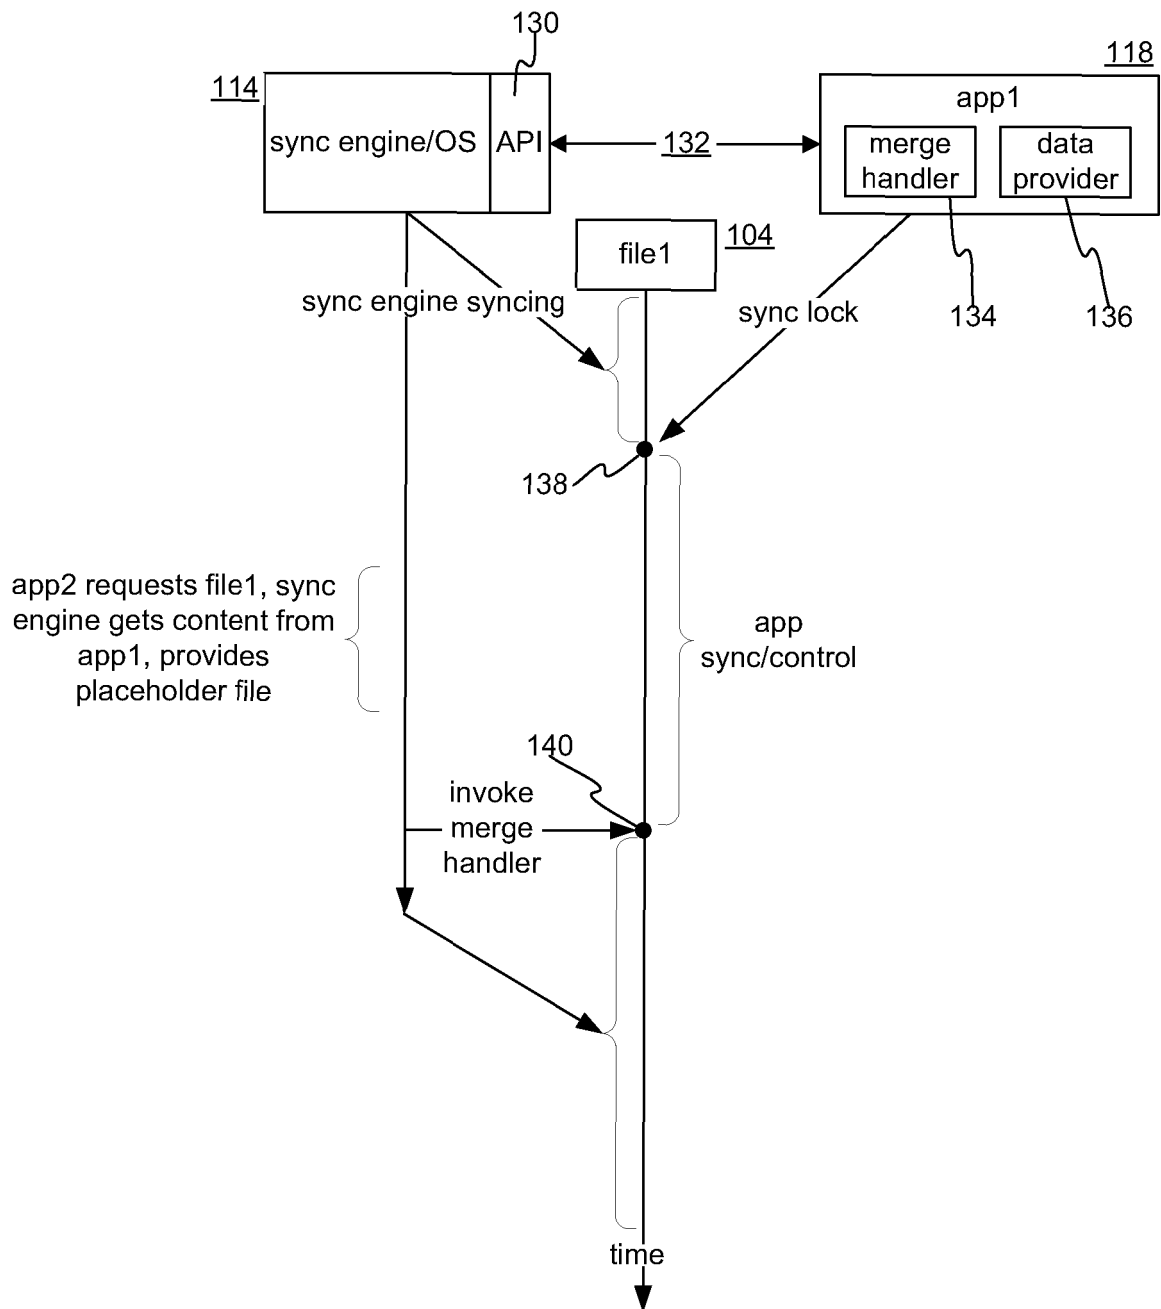 130
114
118
sync engine/OS
API
132
app1
merge
handler
data
provider
file1
104
sync engine syncing
sync lock
134
136
138
app2 requests file1, sync
engine gets content from
app1, provides
placeholder file
app
sync/control
140
invoke
merge
handler
time